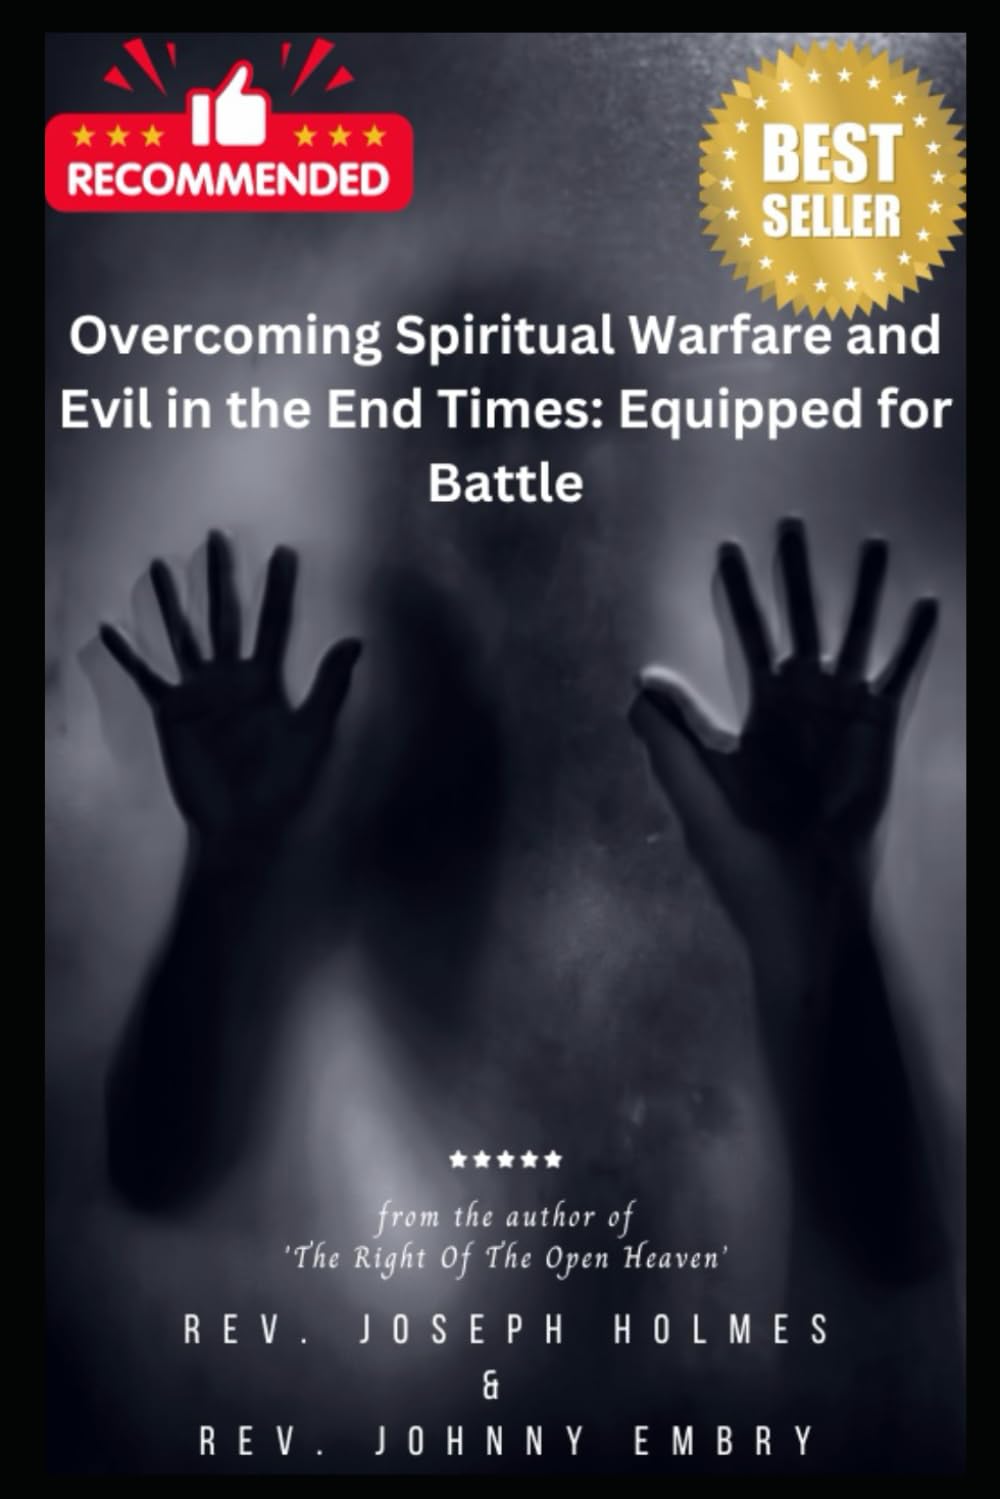 RECOMMENDED
BEST
SELLER
Overcoming Spiritual Warfare and
Evil in the End Times: Equipped for
Battle
from the author of
'The Right Of The Open Heaven'
REV. JOSEPH HOLMES
&
REV. JOHNNY EMBRY